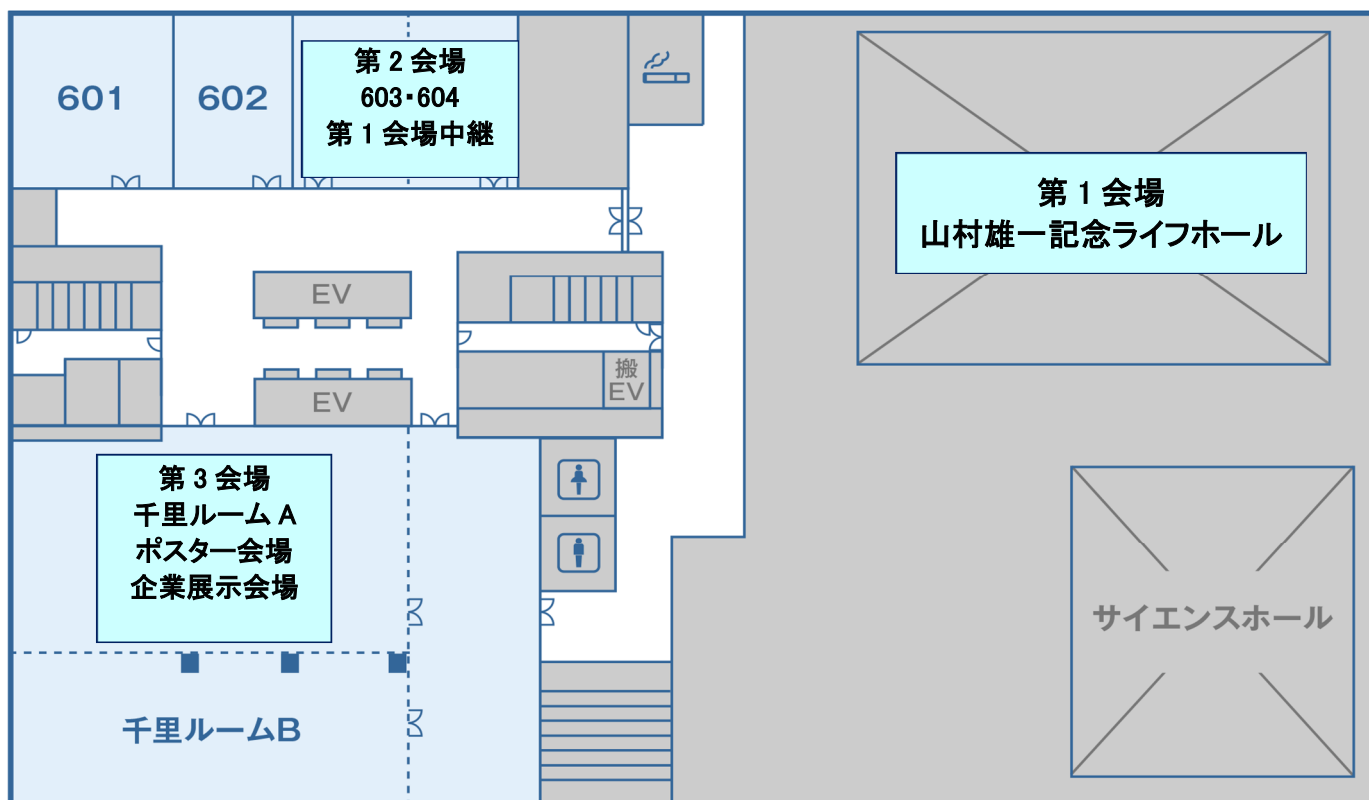 601
602
第2会場
603・604
第1会場中継
第1会場
山村雄一記念ライフホール
EV
搬
EV
EV
第3会場
千里ルームA
ポスター会場
企業展示会場
サイエンスホール
千里ルームB